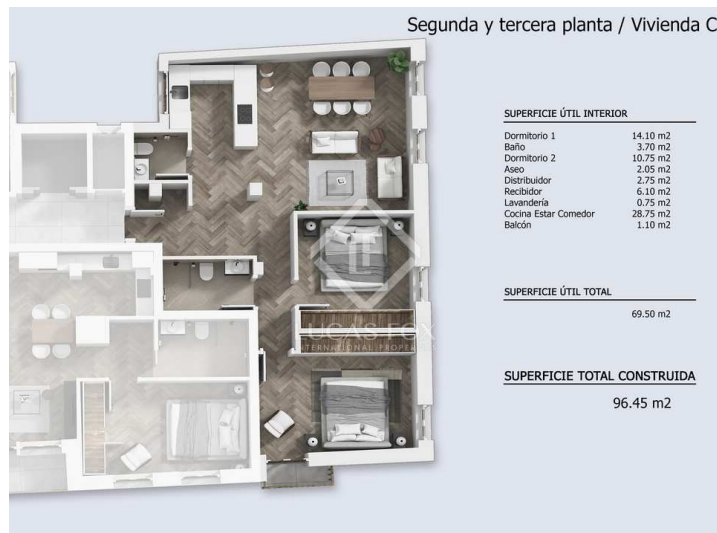 Segunda y tercera planta / Vivienda C
SUPERFICIE ÚTIL INTERIOR
Dormitorio 1 14.10 m2
Baño 3.70 m2
Dormitorio 2 10.75 m2
Aseo 2.05 m2
Distribuidor 2.75 m2
Recibidor 6.10 m2
Lavandería 0.75 m2
Cocina Estar Comedor 28.75 m2
Balcón 1.10 m2
SUPERFICIE ÚTIL TOTAL
69.50 m2
SUPERFICIE TOTAL CONSTRUIDA
96.45 m2
LUCAS FOX
INTERNATIONAL PROPERTIES